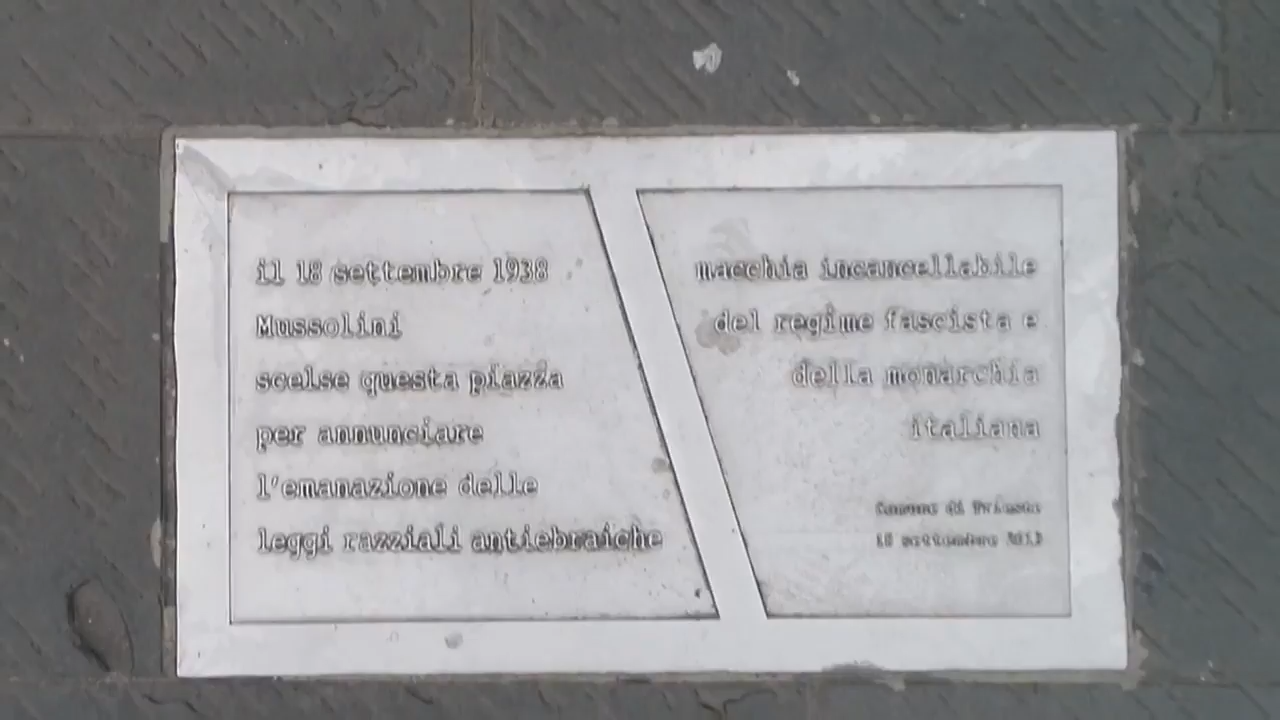 il 18 settembre 1938
Mussolini
scelse questa piazza
per annunciare
l'emanazione delle
leggi razziali antiebraiche
macchia incancellabile
del regime fascista e
della monarchia
italiana
Comune di Trieste
18 settembre 2013